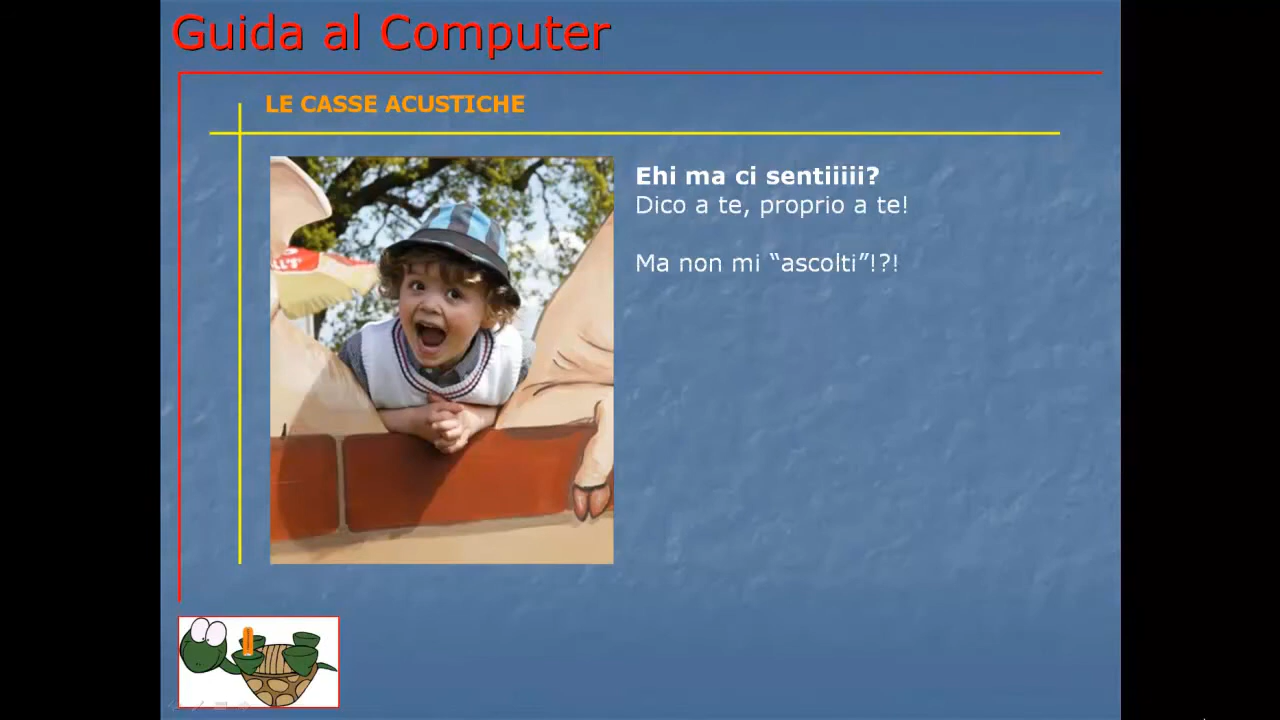 Guida al Computer
LE CASSE ACUSTICHE
Ehi ma ci sentiiiii?
Dico a te, proprio a te!
Ma non mi “ascolti”!?!